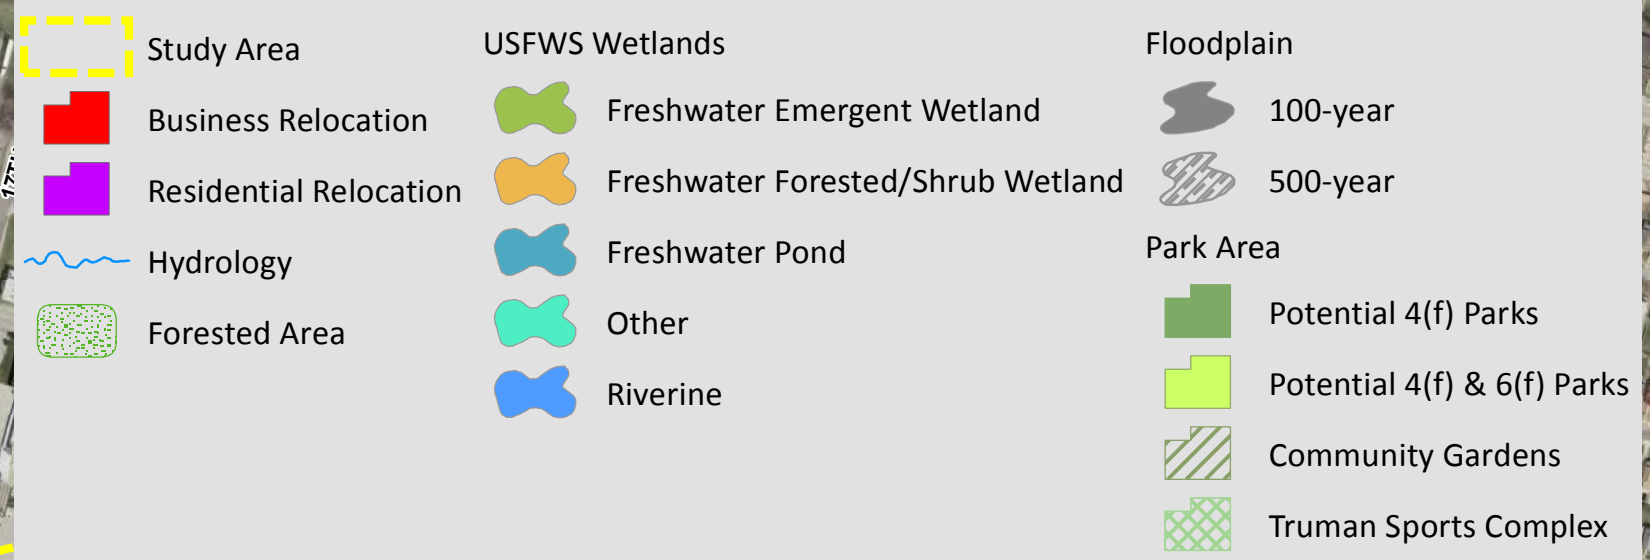 Study Area
Business Relocation
Residential Relocation
Hydrology
Forested Area
USFWS Wetlands
Freshwater Emergent Wetland
Freshwater Forested/Shrub Wetland
Freshwater Pond
Other
Riverine
Floodplain
100-year
500-year
Park Area
Potential 4(f) Parks
Potential 4(f) & 6(f) Parks
Community Gardens
Truman Sports Complex